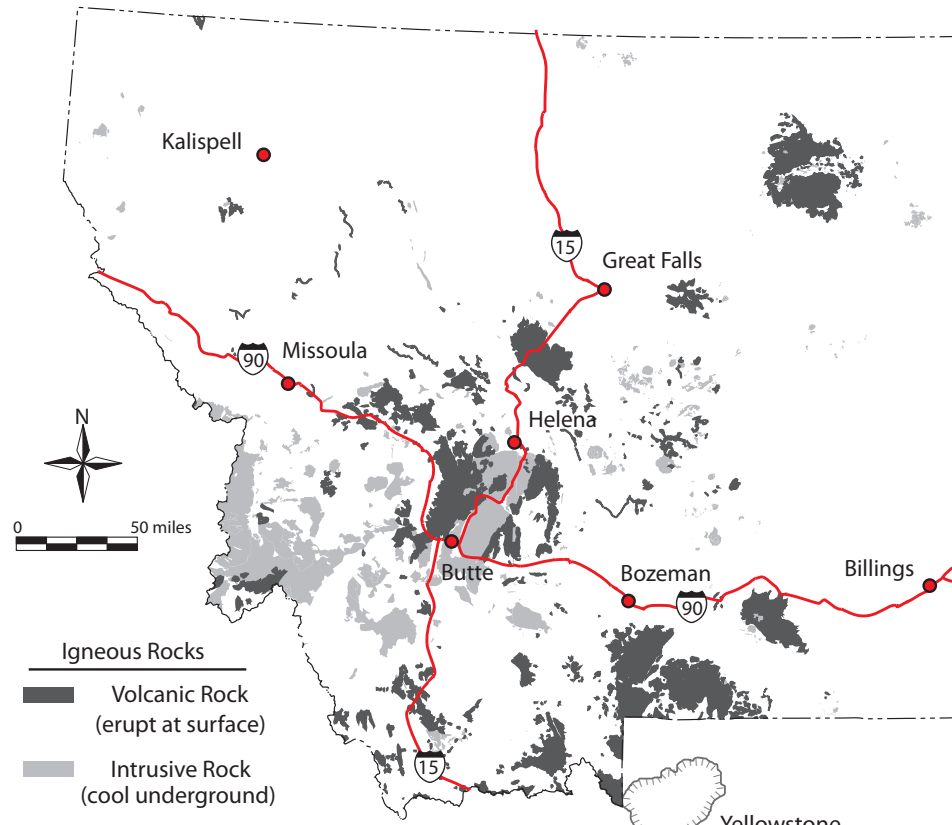 Kalispell
15
Great Falls
90
Missoula
Helena
N
0
50 miles
Butte
Bozeman
Billings
90
Igneous Rocks
Volcanic Rock
(erupt at surface)
Intrusive Rock
(cool underground)
15
Yellowstone